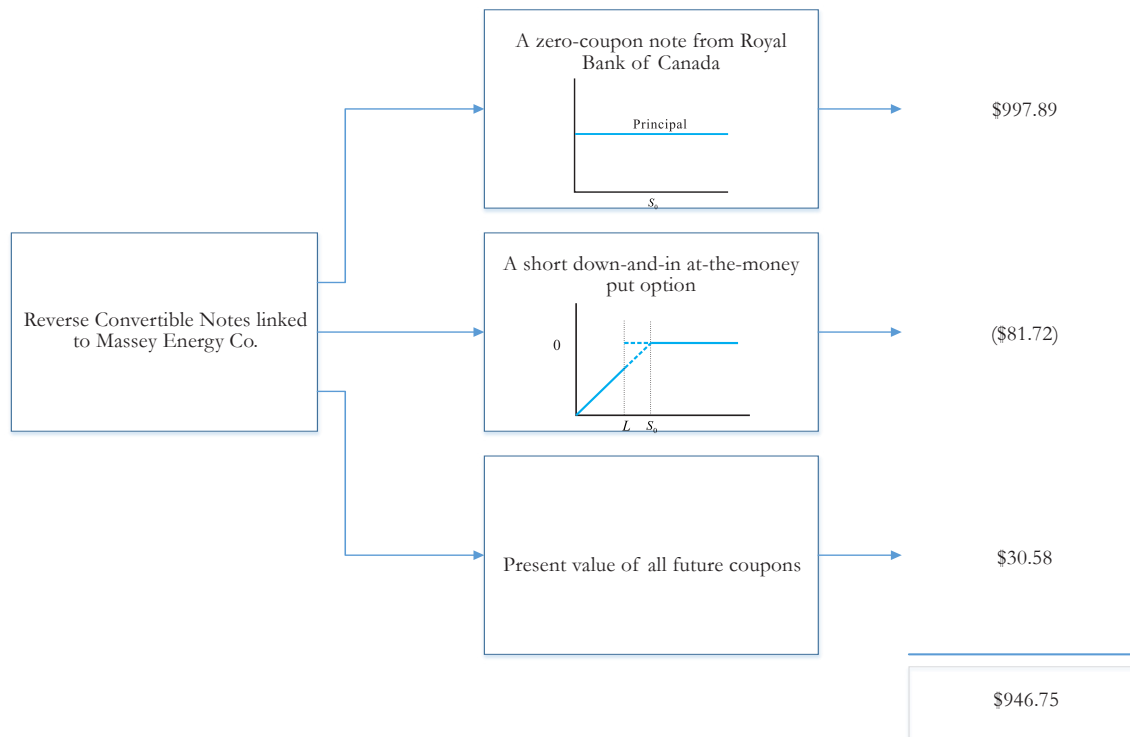 A zero-coupon note from Royal
Bank of Canada
Principal
S₀
$997.89
Reverse Convertible Notes linked
to Massey Energy Co.
A short down-and-in at-the-money
put option
0
L S₀
($81.72)
Present value of all future coupons
$30.58
$946.75